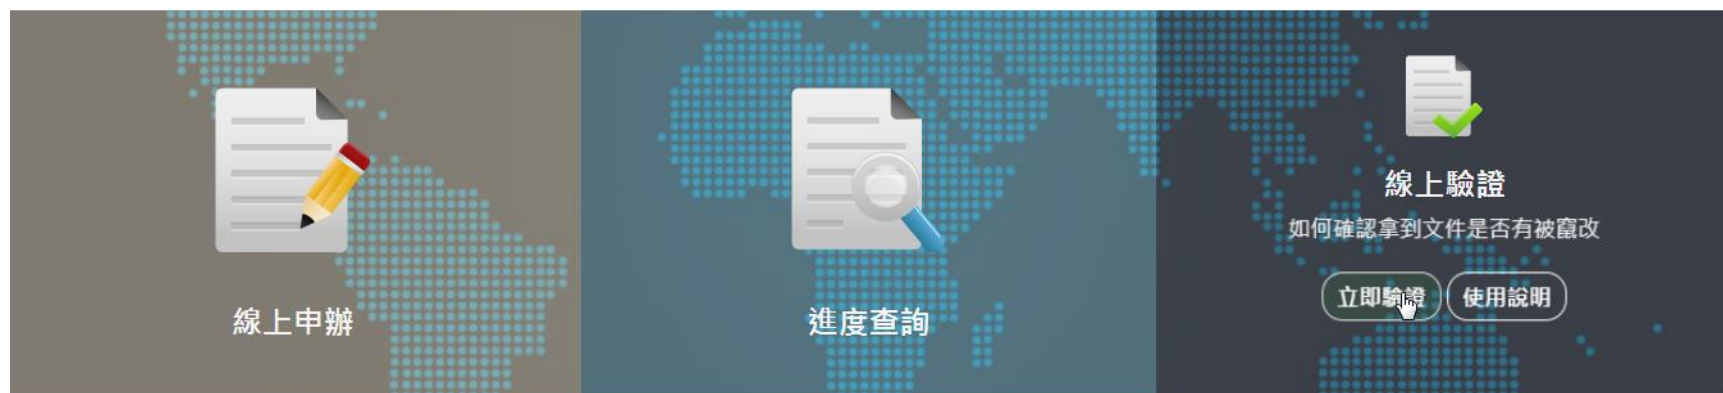 線上申辦
進度查詢
線上驗證
如何確認拿到文件是否有被竄改
立即驗證
使用說明